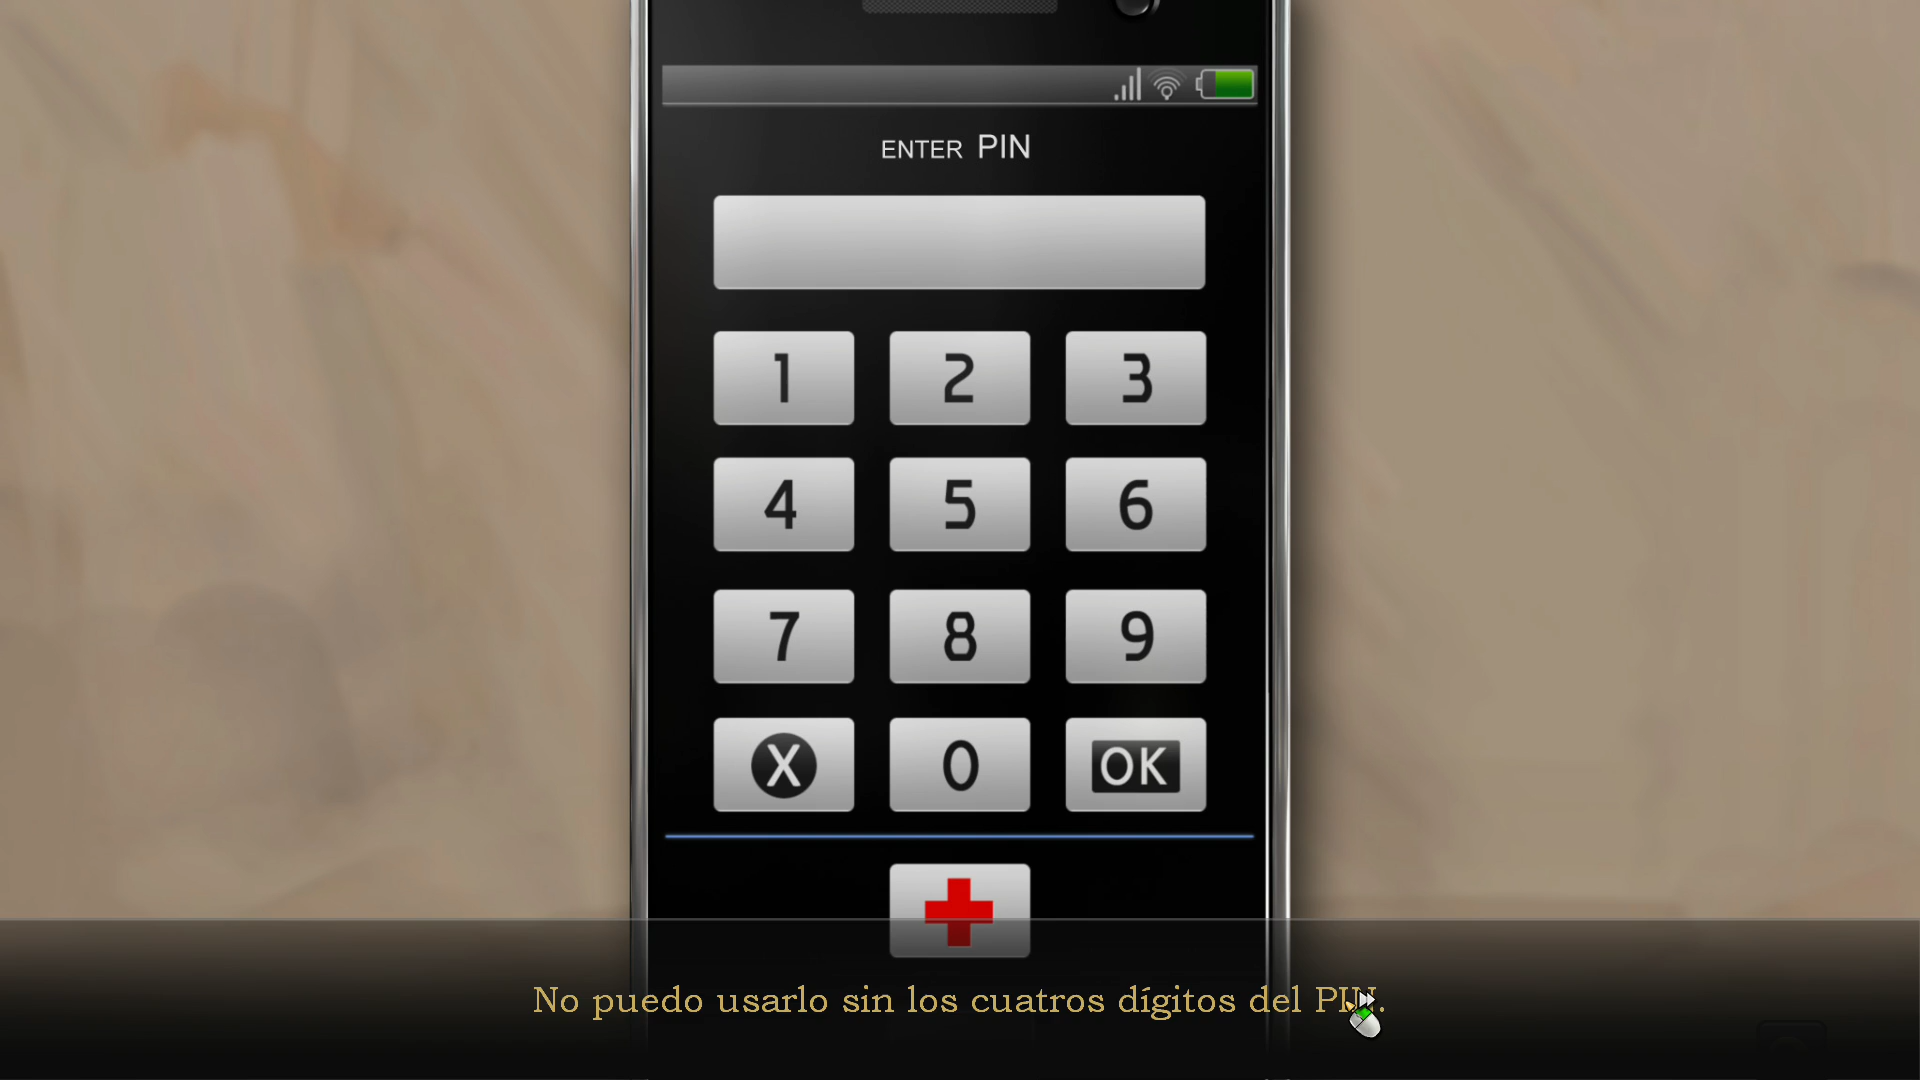 ENTER PIN
1 2 3
4 5 6
7 8 9
X 0 OK
No puedo usarlo sin los cuatros dígitos del PIN.